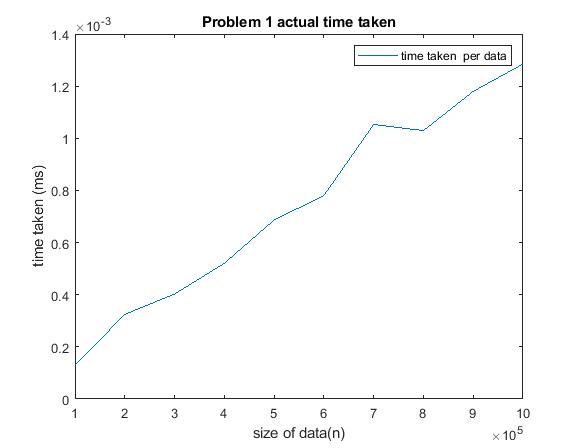 Problem 1 actual time taken
×10^-3
1.4
1.2
1
0.8
0.6
0.4
0.2
0
time taken (ms)
time taken  per data
1 2 3 4 5 6 7 8 9 10
size of data(n)
×10^5